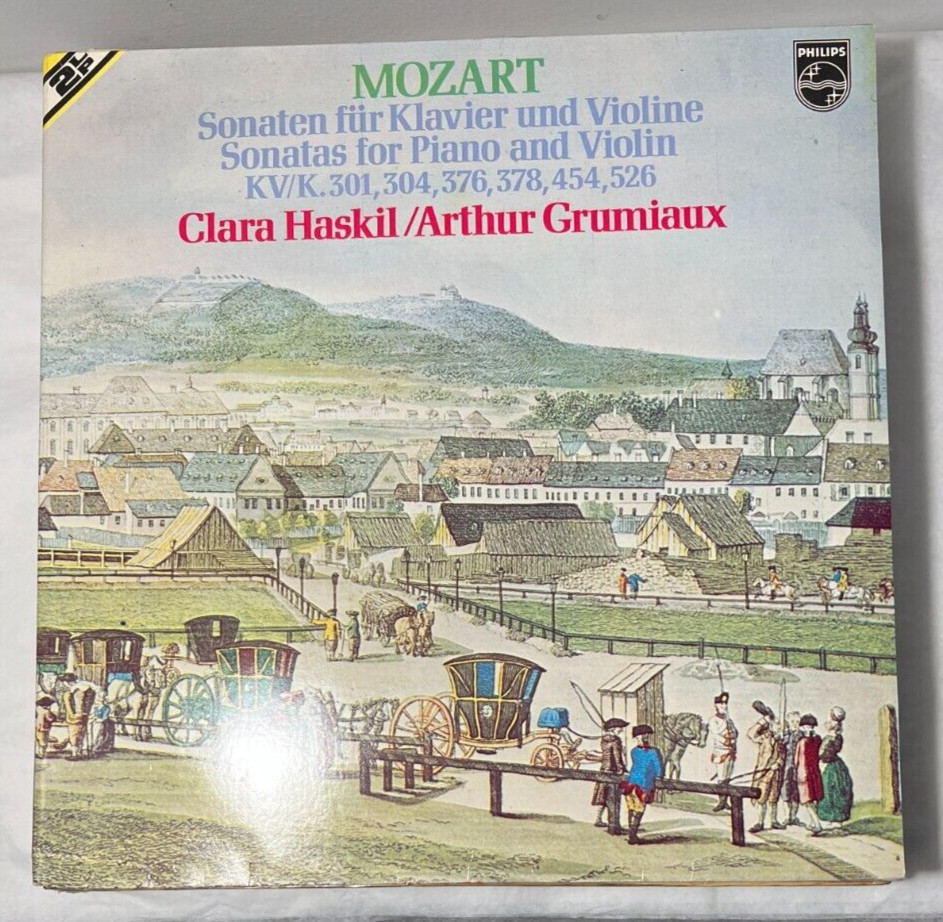 2LP
PHILIPS
MOZART
Sonaten für Klavier und Violine
Sonatas for Piano and Violin
KV/K. 301, 304, 376, 378, 454, 526
Clara Haskil/Arthur Grumiaux